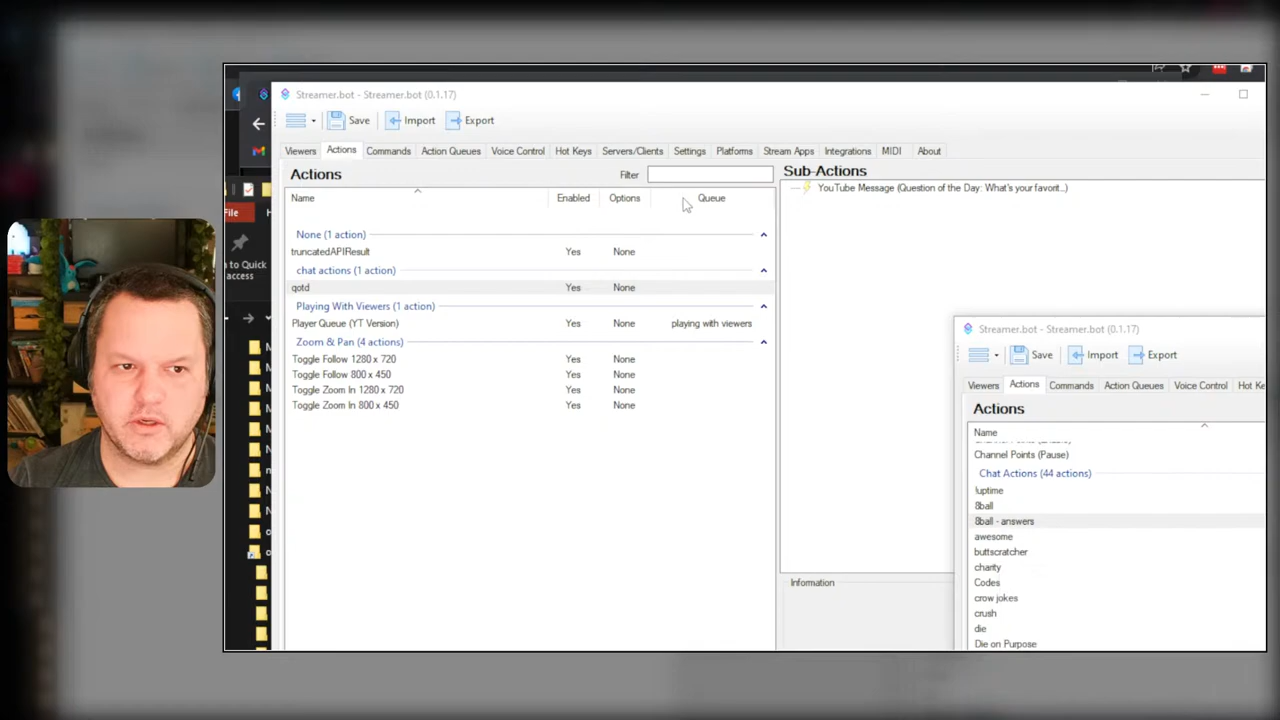 Streamer.bot - Streamer.bot (0.1.17)
Save Import Export
Viewers Actions Commands Action Queues Voice Control Hot Keys Servers/Clients Settings Platforms Stream Apps Integrations MIDI About
Actions Filter
Name Enabled Options Queue
None (1 action)
truncatedAPIResult Yes None
chat actions (1 action)
qotd Yes None
Playing With Viewers (1 action)
Player Queue (YT Version) Yes None playing with viewers
Zoom & Pan (4 actions)
Toggle Follow 1280 x 720 Yes None
Toggle Follow 800 x 450 Yes None
Toggle Zoom In 1280 x 720 Yes None
Toggle Zoom In 800 x 450 Yes None
Sub-Actions
YouTube Message (Question of the Day: What's your favorit...)
Information
File
to Quick
access
Streamer.bot - Streamer.bot (0.1.17)
Save Import Export
Viewers Actions Commands Action Queues Voice Control Hot Ke
Actions
Name
Channel Points (Pause)
Chat Actions (44 actions)
!uptime
8ball
8ball - answers
awesome
buttscratcher
charity
Codes
crow jokes
crush
die
Die on Purpose